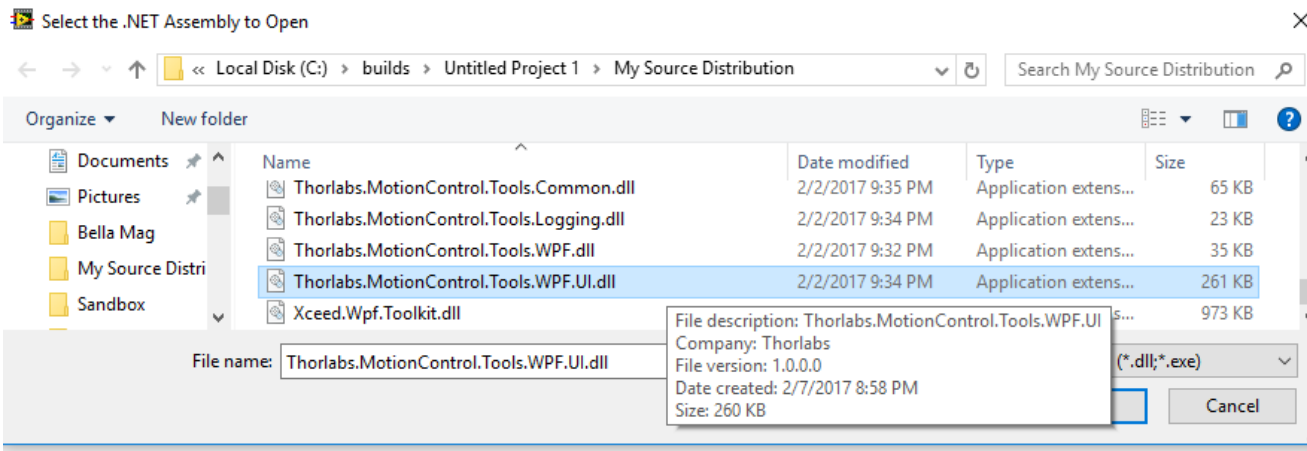 Select the .NET Assembly to Open
« Local Disk (C:) › builds › Untitled Project 1 › My Source Distribution
Search My Source Distribution
Organize
New folder
Documents
Pictures
Bella Mag
My Source Distri
Sandbox
Name Date modified Type Size
Thorlabs.MotionControl.Tools.Common.dll 2/2/2017 9:35 PM Application extens... 65 KB
Thorlabs.MotionControl.Tools.Logging.dll 2/2/2017 9:34 PM Application extens... 23 KB
Thorlabs.MotionControl.Tools.WPF.dll 2/2/2017 9:32 PM Application extens... 35 KB
Thorlabs.MotionControl.Tools.WPF.UI.dll 2/2/2017 9:34 PM Application extens... 261 KB
Xceed.Wpf.Toolkit.dll s... 973 KB
File description: Thorlabs.MotionControl.Tools.WPF.UI
Company: Thorlabs
File version: 1.0.0.0
Date created: 2/7/2017 8:58 PM
Size: 260 KB
File name: Thorlabs.MotionControl.Tools.WPF.UI.dll
(*.dll;*.exe)
Cancel